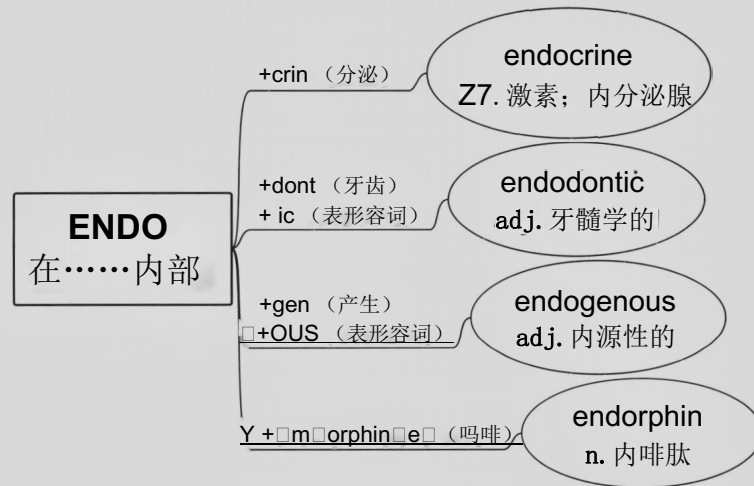 ENDO
在……内部
+crin （分泌）
endocrine
Z7. 激素；内分泌腺
+dont （牙齿）
+ ic （表形容词）
endodontic
adj. 牙髓学的
+gen （产生）
□+OUS （表形容词）
endogenous
adj. 内源性的
Y +□m□orphin□e□ （吗啡）
endorphin
n. 内啡肽